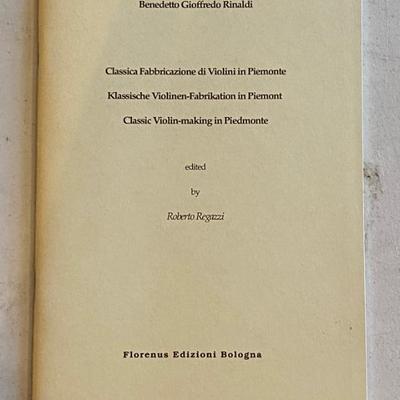 Benedetto Gioffredo Rinaldi
Classica Fabbricazione di Violini in Piemonte
Klassische Violinen-Fabrikation in Piemont
Classic Violin-making in Piedmonte
edited
by
Roberto Regazzi
Florenus Edizioni Bologna